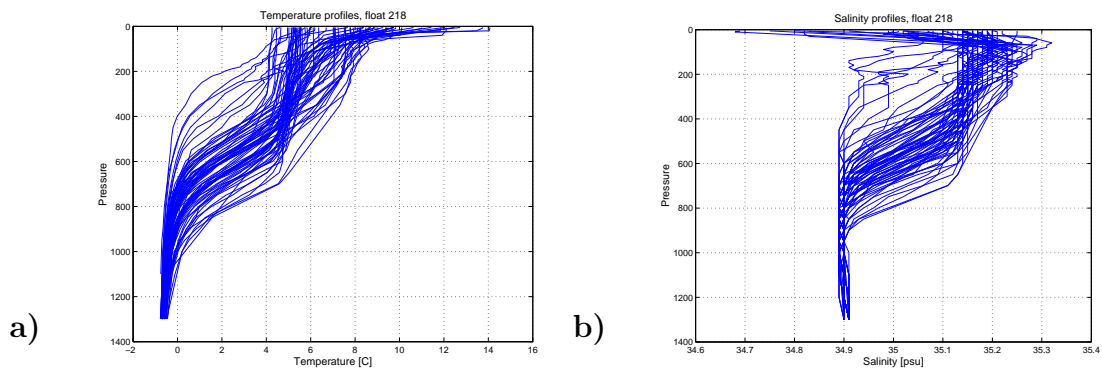 Temperature profiles, float 218
0
200
400
600
800
1000
1200
1400
Pressure
−2 0 2 4 6 8 10 12 14 16
Temperature [C]
a)
Salinity profiles, float 218
0
200
400
600
800
1000
1200
1400
Pressure
34.6 34.7 34.8 34.9 35 35.1 35.2 35.3 35.4
Salinity [psu]
b)